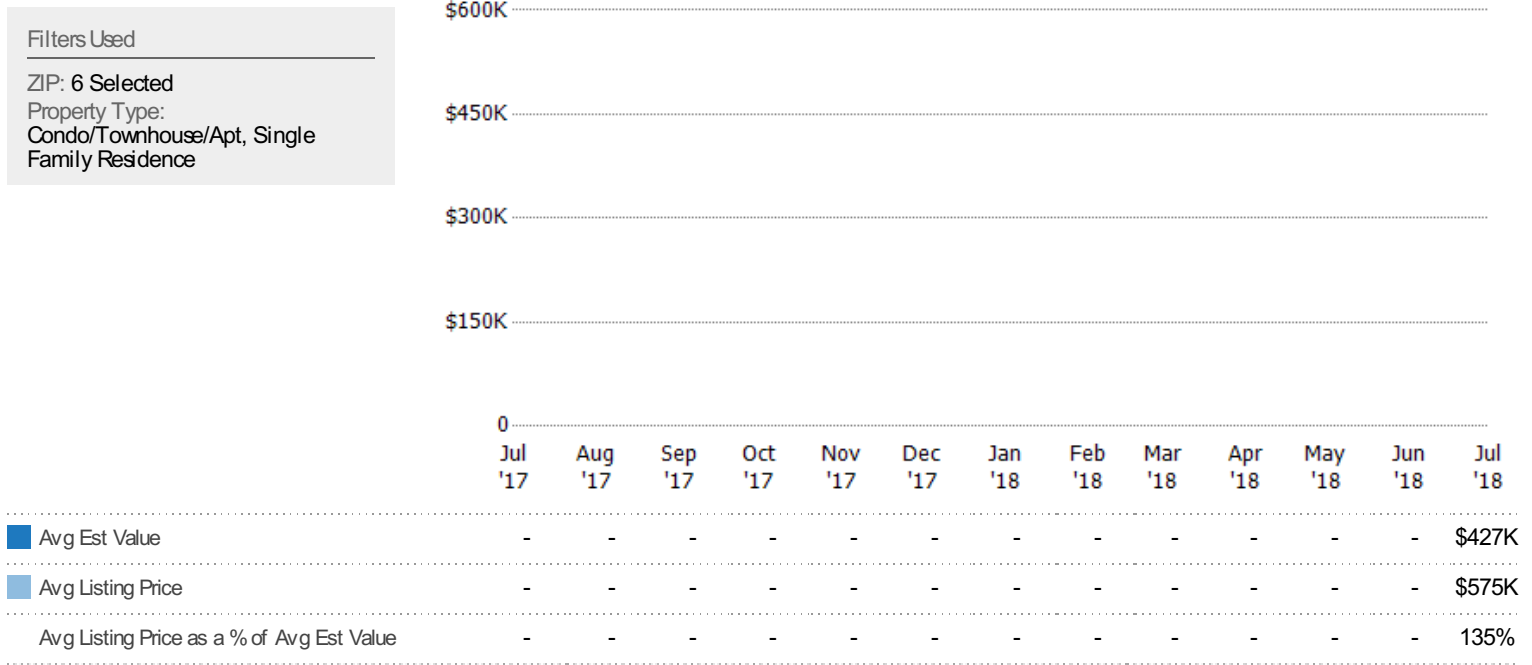 Filters Used
ZIP: 6 Selected
Property Type:
Condo/Townhouse/Apt, Single
Family Residence
$600K
$450K
$300K
$150K
0
Jul Aug Sep Oct Nov Dec Jan Feb Mar Apr May Jun Jul
'17 '17 '17 '17 '17 '17 '18 '18 '18 '18 '18 '18 '18
Avg Est Value - - - - - - - - - - - - $427K
Avg Listing Price - - - - - - - - - - - - $575K
Avg Listing Price as a % of Avg Est Value - - - - - - - - - - - - 135%